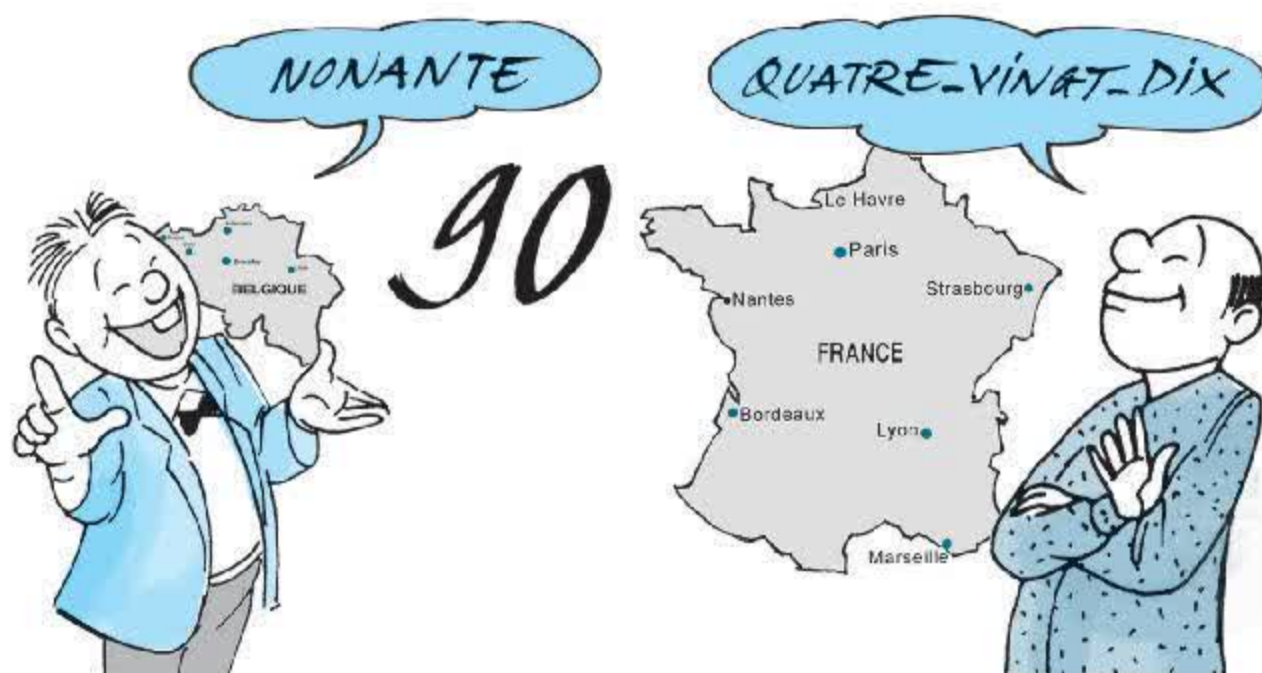 NONANTE
QUATRE-VINGT-DIX
90
BELGIQUE
Le Havre
Paris
Nantes
Strasbourg
FRANCE
Bordeaux
Lyon
Marseille